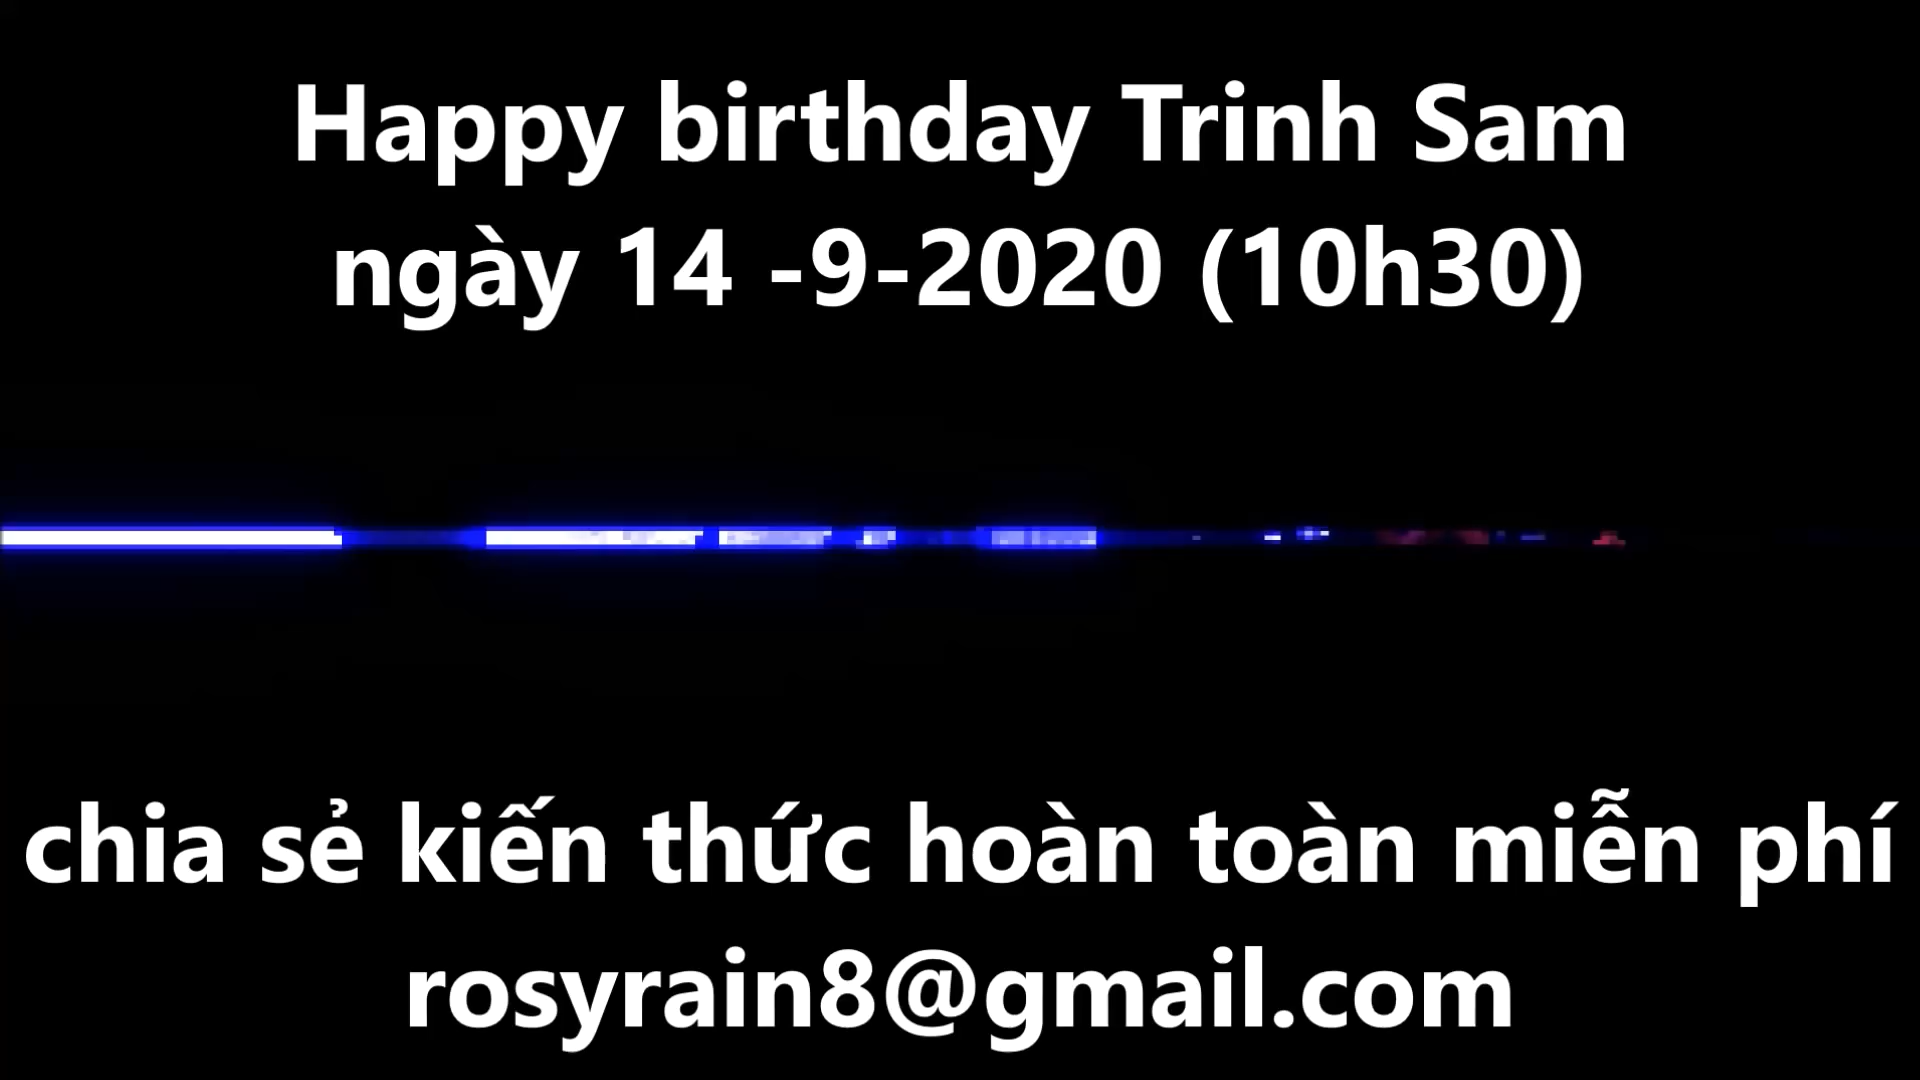 Happy birthday Trinh Sam
ngày 14 -9-2020 (10h30)
chia sẻ kiến thức hoàn toàn miễn phí
rosyrain8@gmail.com